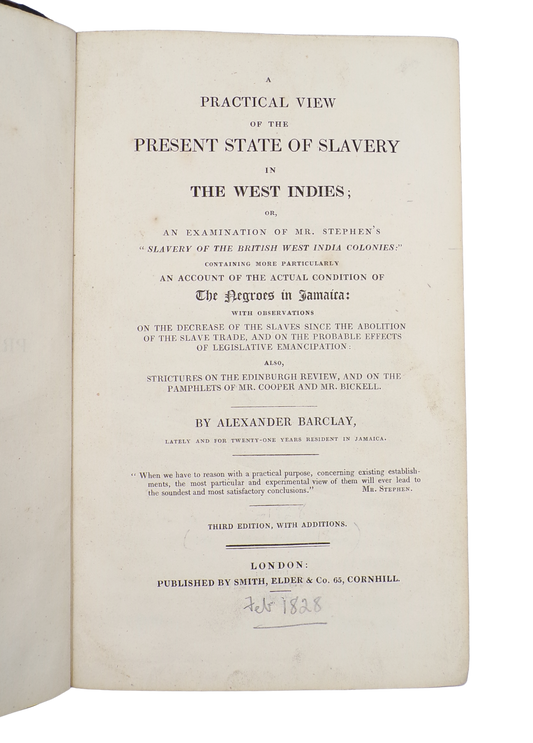 A
PRACTICAL VIEW
OF THE
PRESENT STATE OF SLAVERY
IN
THE WEST INDIES;
OR,
AN EXAMINATION OF MR. STEPHEN'S
"SLAVERY OF THE BRITISH WEST INDIA COLONIES:"
CONTAINING MORE PARTICULARLY
AN ACCOUNT OF THE ACTUAL CONDITION OF
The Negroes in Jamaica:
WITH OBSERVATIONS
ON THE DECREASE OF THE SLAVES SINCE THE ABOLITION
OF THE SLAVE TRADE, AND ON THE PROBABLE EFFECTS
OF LEGISLATIVE EMANCIPATION:
ALSO,
STRICTURES ON THE EDINBURGH REVIEW, AND ON THE
PAMPHLETS OF MR. COOPER AND MR. BICKELL.
BY ALEXANDER BARCLAY,
LATELY AND FOR TWENTY-ONE YEARS RESIDENT IN JAMAICA.
"When we have to reason with a practical purpose, concerning existing establish-
ments, the most particular and experimental view of them will ever lead to
the soundest and most satisfactory conclusions." MR. STEPHEN.
THIRD EDITION, WITH ADDITIONS.
LONDON:
PUBLISHED BY SMITH, ELDER & Co. 65, CORNHILL.
Feb 1828